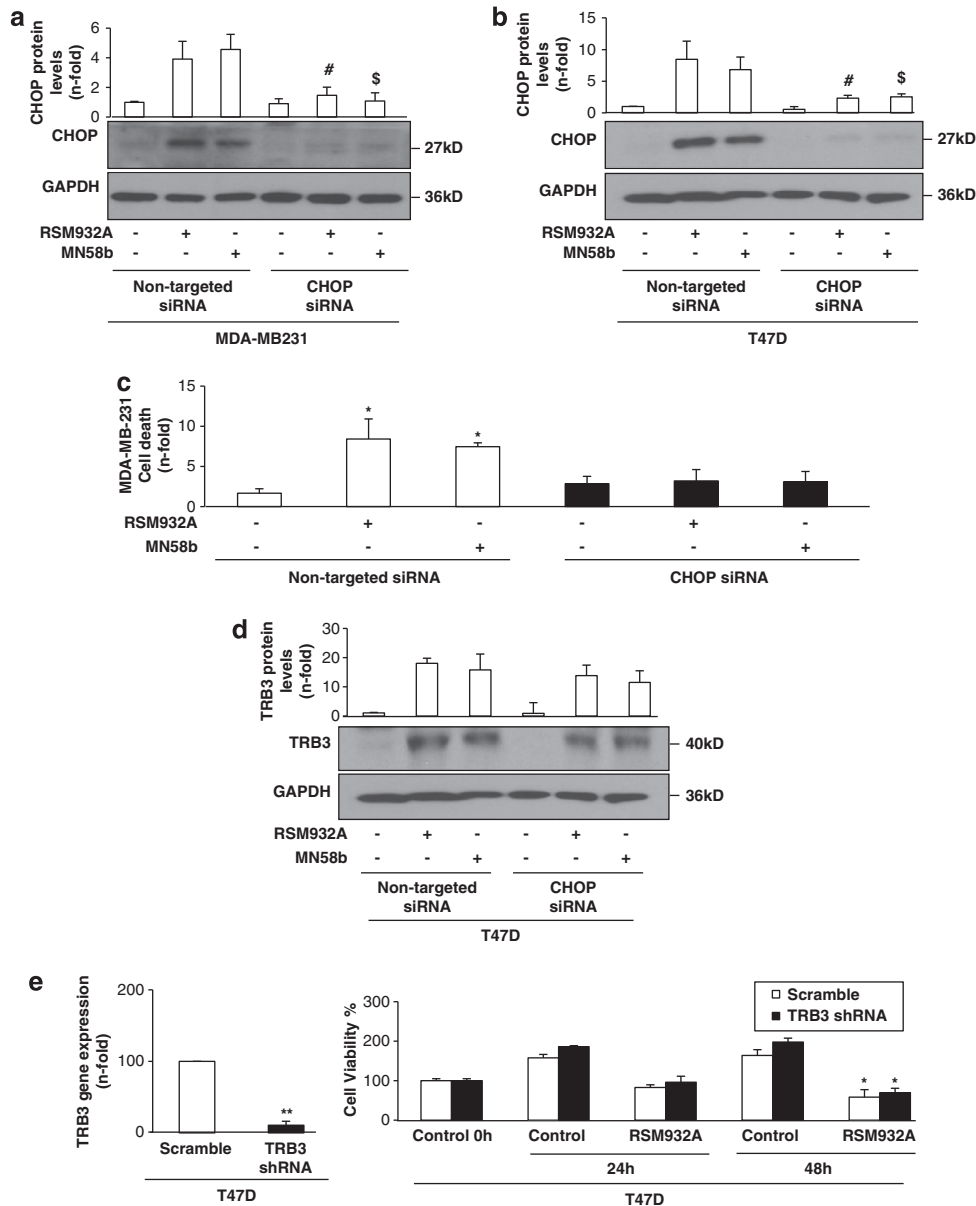 a
CHOP protein
levels
(n-fold)
6
4
2
0
#
$
CHOP
27kD
GAPDH
36kD
RSM932A - + - - + -
MN58b - - + - - +
Non-targeted
siRNA
CHOP
siRNA
MDA-MB231
b
CHOP protein
levels
(n-fold)
15
10
5
0
#
$
CHOP
27kD
GAPDH
36kD
RSM932A - + - - + -
MN58b - - + - - +
Non-targeted
siRNA
CHOP
siRNA
T47D
c
MDA-MB-231
Cell death
(n-fold)
15
10
5
0
*
*
RSM932A - + - - + -
MN58b - - + - - +
Non-targeted siRNA
CHOP siRNA
d
TRB3 protein
levels
(n-fold)
30
20
10
0
TRB3
40kD
GAPDH
36kD
RSM932A - + - - + -
MN58b - - + - - +
Non-targeted
siRNA
CHOP
siRNA
T47D
e
TRB3 gene expression
(n-fold)
200
100
0
**
Scramble
TRB3
shRNA
T47D
Cell Viability %
300
200
100
0
Scramble
TRB3 shRNA
* *
Control 0h Control RSM932A Control RSM932A
24h 48h
T47D